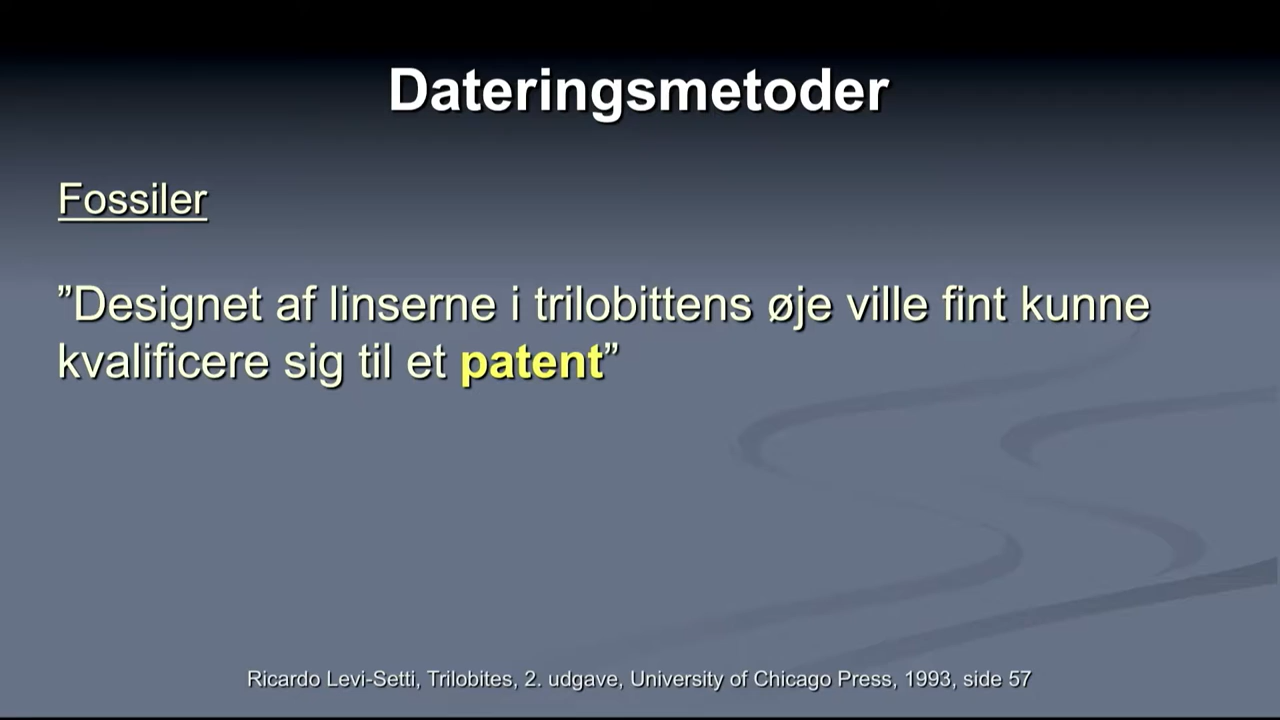 Dateringsmetoder
Fossiler
”Designet af linserne i trilobittens øje ville fint kunne
kvalificere sig til et patent”
Ricardo Levi-Setti, Trilobites, 2. udgave, University of Chicago Press, 1993, side 57